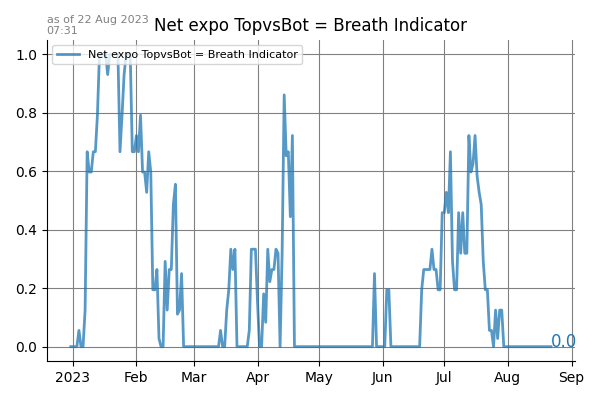 as of 22 Aug 2023
07:31
Net expo TopvsBot = Breath Indicator
Net expo TopvsBot = Breath Indicator
1.0
0.8
0.6
0.4
0.2
0.0
0.0
2023 Feb Mar Apr May Jun Jul Aug Sep